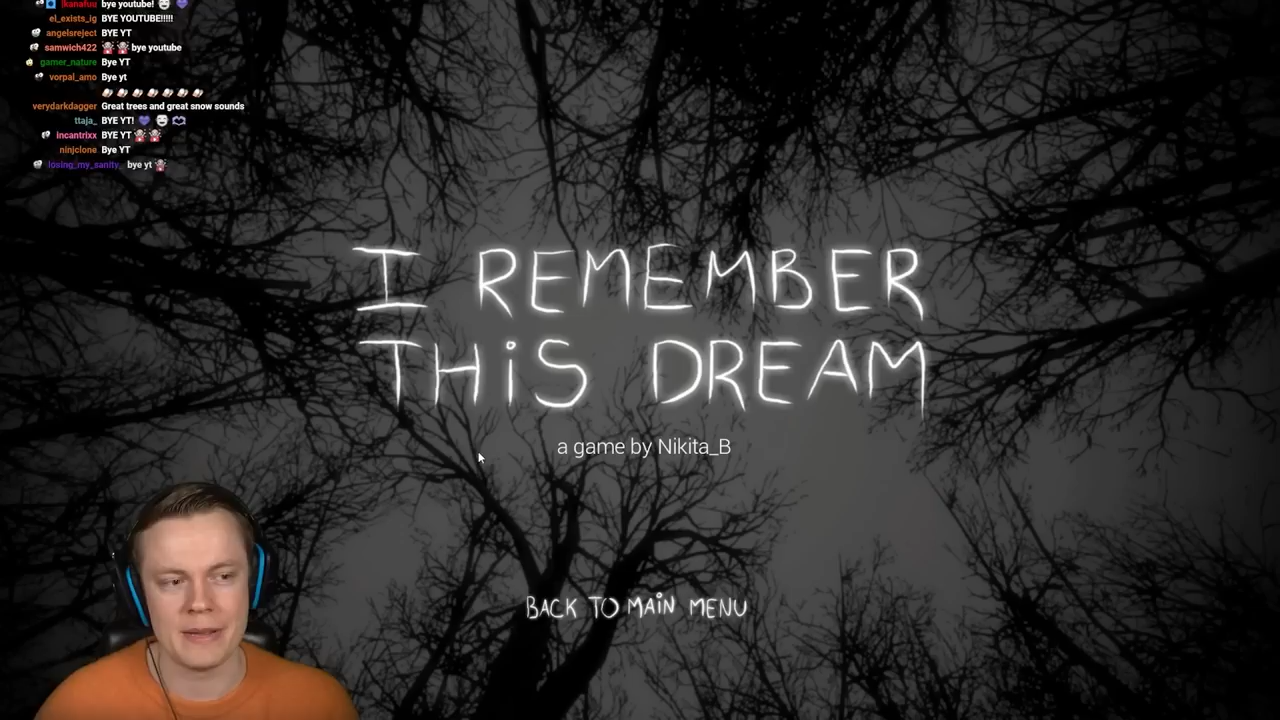 bye youtube!
el_exists_ig BYE YOUTUBE!!!!!
angelsreject BYE YT
samwich422 bye youtube
gamer_nature Bye YT
vorpal_amo Bye yt
verydarkdagger Great trees and great snow sounds
ttaja_ BYE YT!
incantrixx BYE YT
ninjclone Bye YT
losing_my_sanity_ bye yt
I REMEMBER
THiS DREAM
a game by Nikita_B
BACK TO MAiN MENU